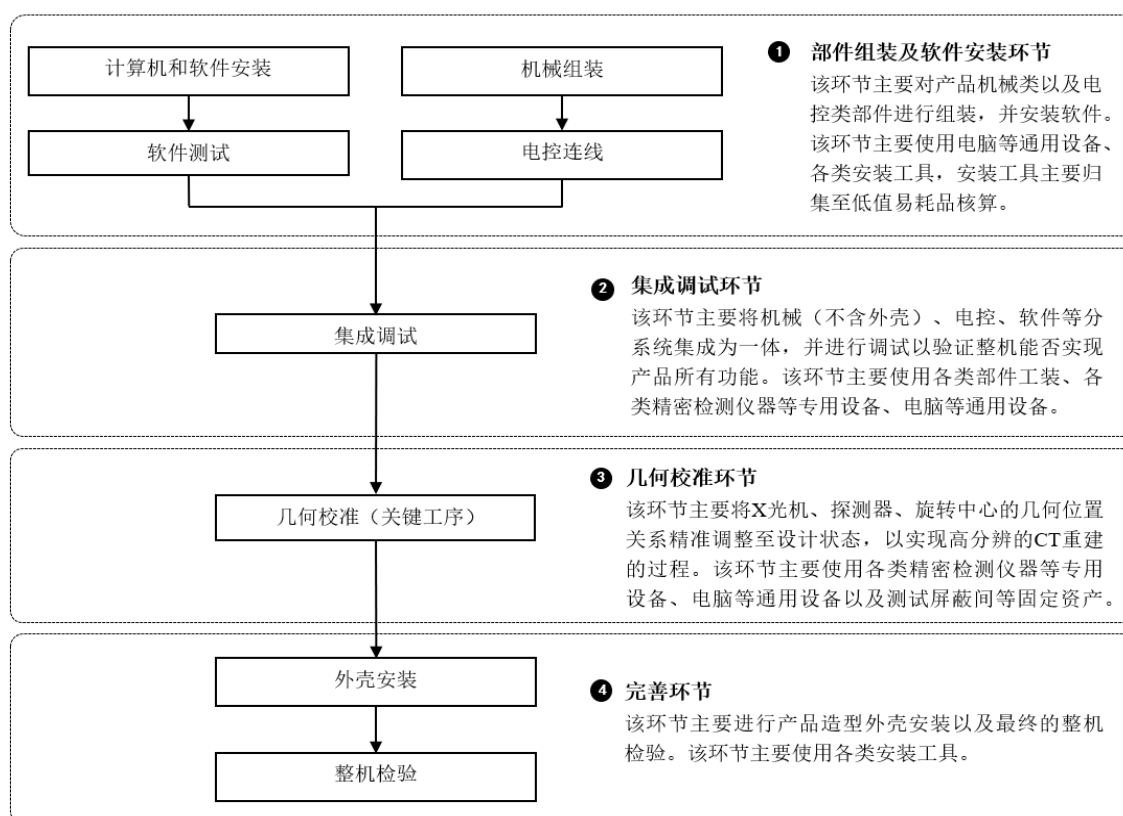 计算机和软件安装
机械组装
软件测试
电控连线
❶ 部件组装及软件安装环节
该环节主要对产品机械类以及电
控类部件进行组装，并安装软件。
该环节主要使用电脑等通用设备、
各类安装工具，安装工具主要归
集至低值易耗品核算。
集成调试
❷ 集成调试环节
该环节主要将机械（不含外壳）、电控、软件等分
系统集成为一体，并进行调试以验证整机能否实现
产品所有功能。该环节主要使用各类部件工装、各
类精密检测仪器等专用设备、电脑等通用设备。
几何校准（关键工序）
❸ 几何校准环节
该环节主要将X光机、探测器、旋转中心的几何位置
关系精准调整至设计状态，以实现高分辨的CT重建
的过程。该环节主要使用各类精密检测仪器等专用
设备、电脑等通用设备以及测试屏蔽间等固定资产。
外壳安装
整机检验
❹ 完善环节
该环节主要进行产品造型外壳安装以及最终的整机
检验。该环节主要使用各类安装工具。